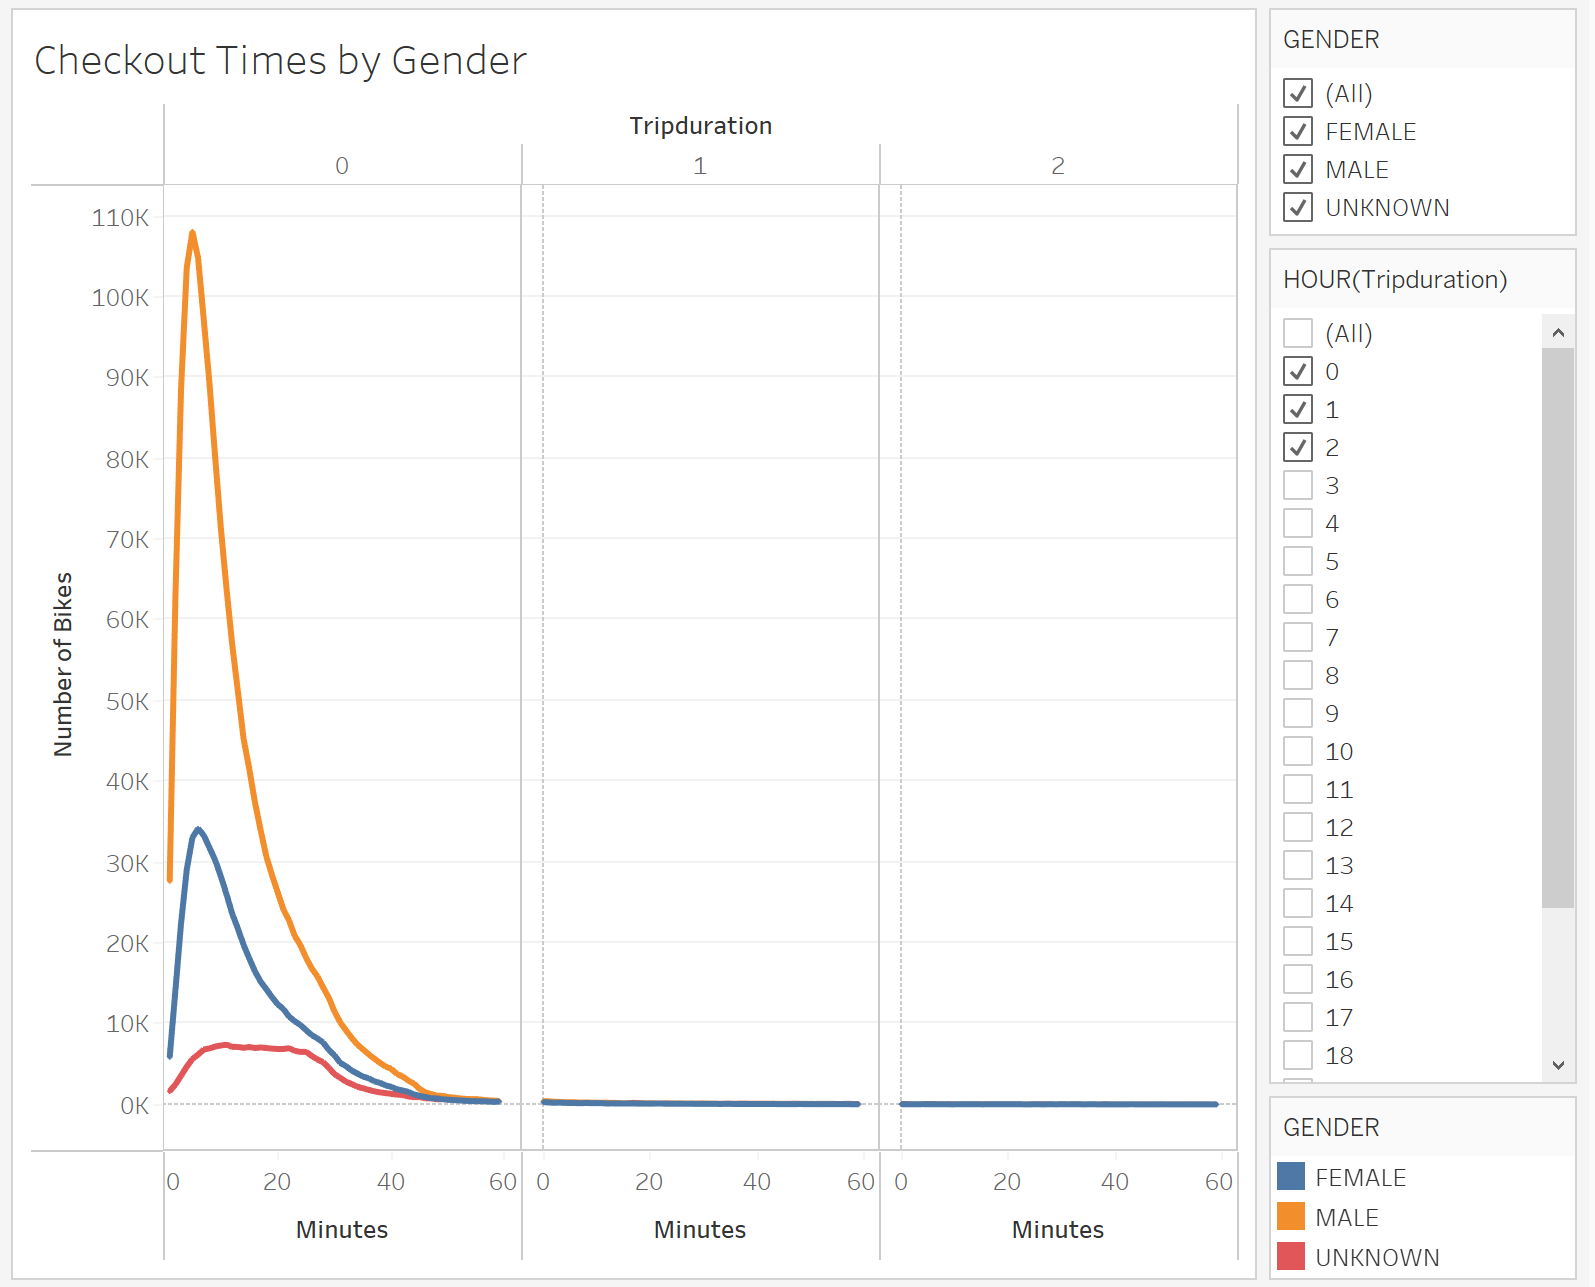 Checkout Times by Gender
Tripduration
0 1 2
110K
100K
90K
80K
70K
60K
50K
40K
30K
20K
10K
0K
Number of Bikes
0 20 40 60 0 20 40 60 0 20 40 60
Minutes Minutes Minutes
GENDER
(All)
FEMALE
MALE
UNKNOWN
HOUR(Tripduration)
(All)
0
1
2
3
4
5
6
7
8
9
10
11
12
13
14
15
16
17
18
GENDER
FEMALE
MALE
UNKNOWN